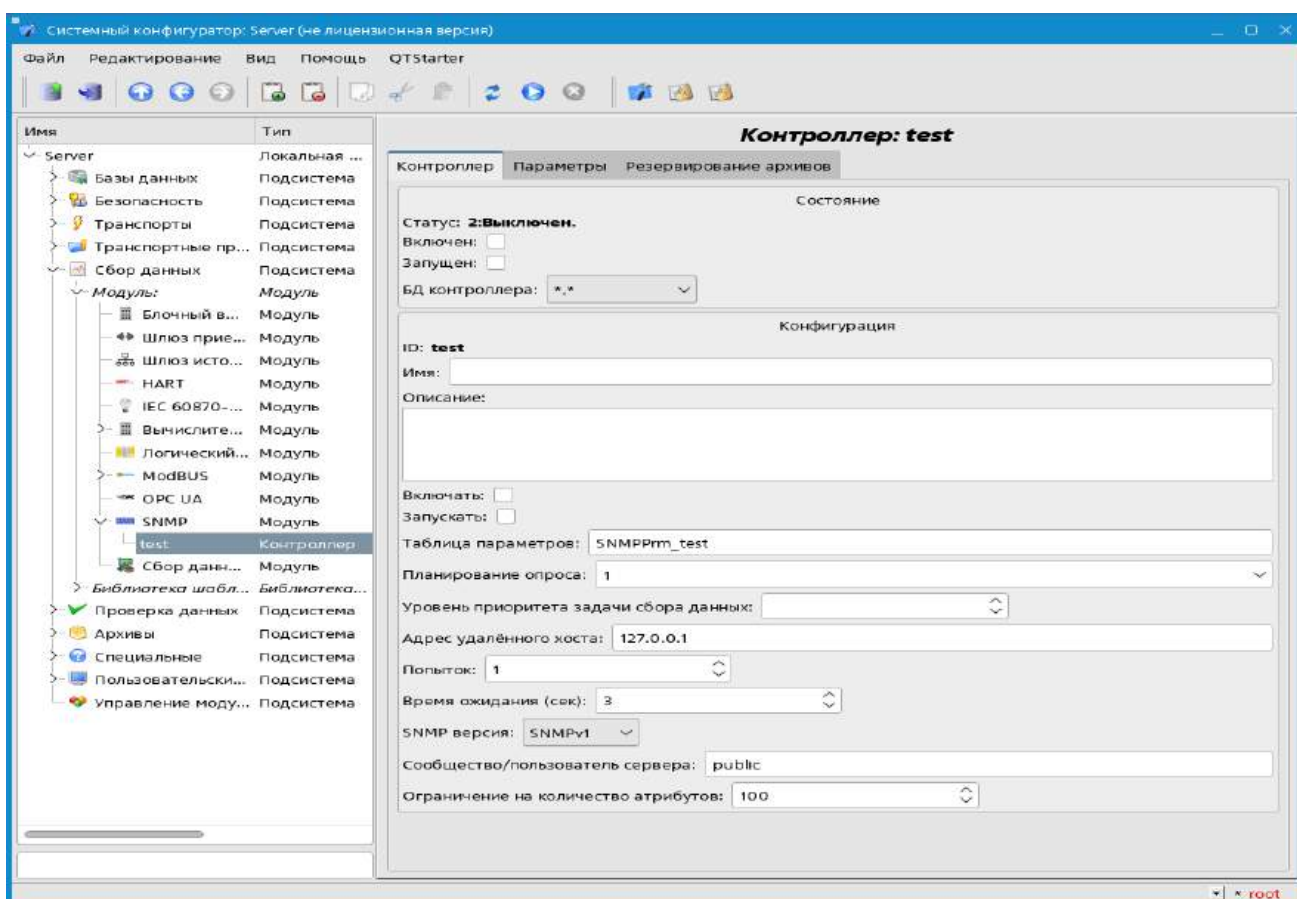 Системный конфигуратор: Server (не лицензионная версия)
Файл Редактирование Вид Помощь QTStarter
Имя Тип
Server Локальная ...
Базы данных Подсистема
Безопасность Подсистема
Транспорты Подсистема
Транспортные пр... Подсистема
Сбор данных Подсистема
Модуль: Модуль
Блочный в... Модуль
Шлюз прие... Модуль
Шлюз исто... Модуль
HART Модуль
IEC 60870-... Модуль
Вычислите... Модуль
Логический... Модуль
ModBUS Модуль
OPC UA Модуль
SNMP Модуль
test Контроллер
Сбор данн... Модуль
Библиотека шабл... Библиотека...
Проверка данных Подсистема
Архивы Подсистема
Специальные Подсистема
Пользовательски... Подсистема
Управление моду... Подсистема
Контроллер: test
Контроллер Параметры Резервирование архивов
Состояние
Статус: 2:Выключен.
Включен:
Запущен:
БД контроллера: *.*
Конфигурация
ID: test
Имя:
Описание:
Включать:
Запускать:
Таблица параметров: SNMPPrm_test
Планирование опроса: 1
Уровень приоритета задачи сбора данных:
Адрес удалённого хоста: 127.0.0.1
Попыток: 1
Время ожидания (сек): 3
SNMP версия: SNMPv1
Сообщество/пользователь сервера: public
Ограничение на количество атрибутов: 100
* root